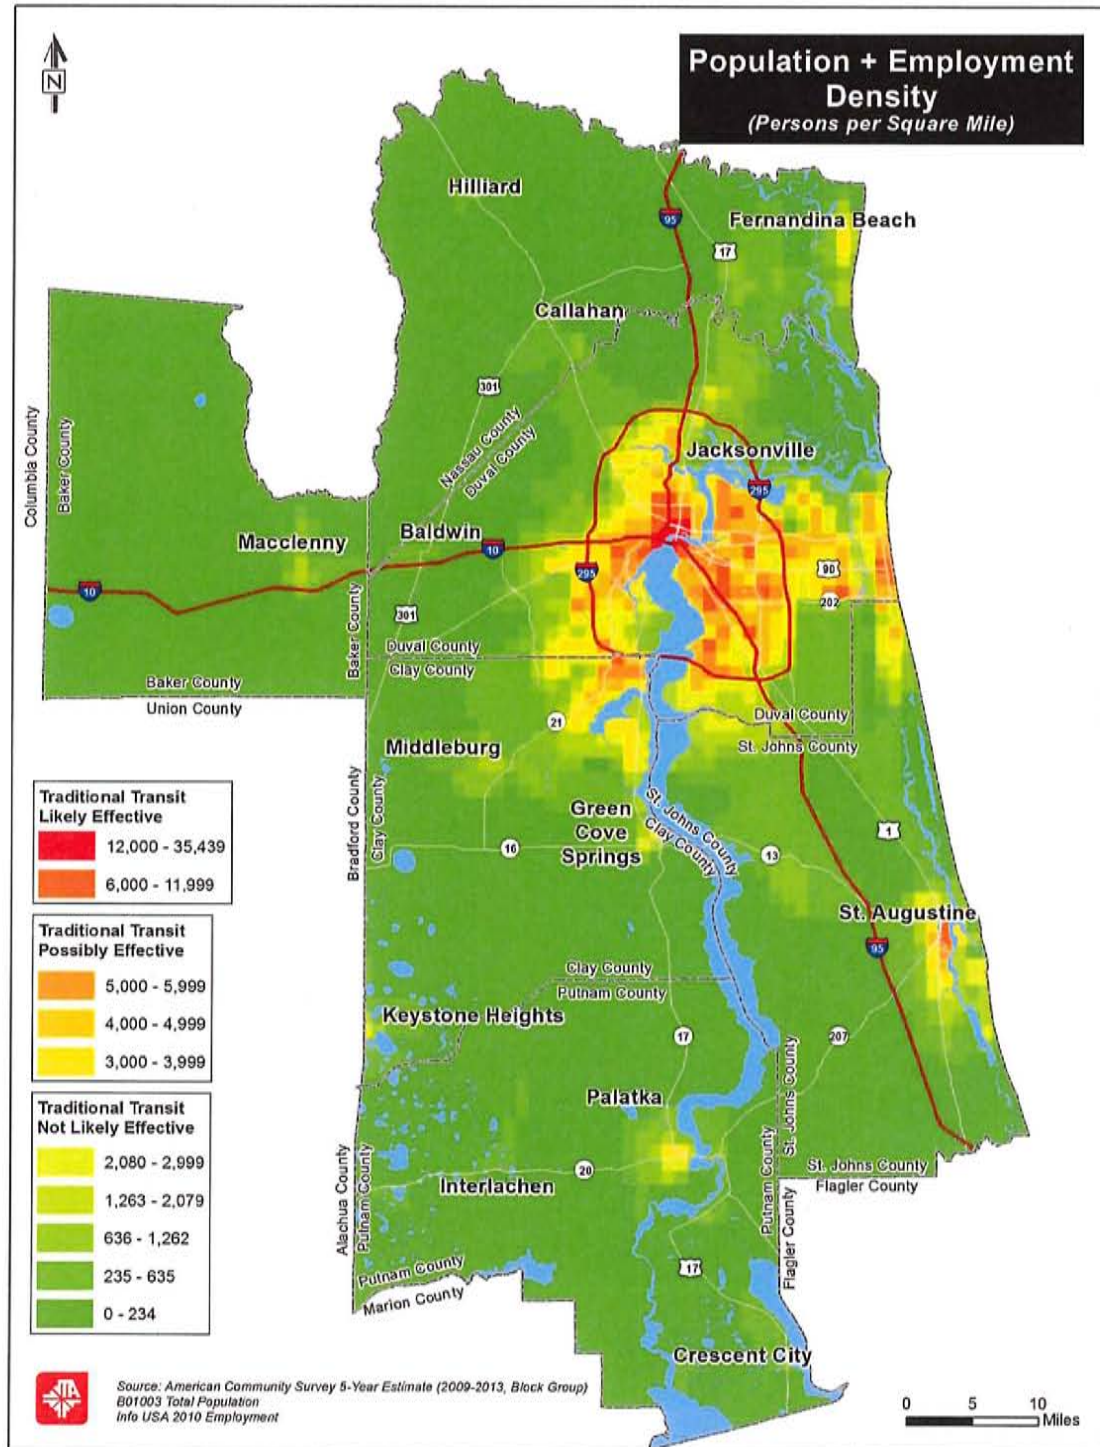 Population + Employment
Density
(Persons per Square Mile)
N
Hilliard
95
Fernandina Beach
17
Callahan
301
Nassau County
Duval County
Columbia County
Baker County
Jacksonville
295
Macclenny
Baldwin
10
295
90
10
202
301
Baker County
Duval County
Clay County
Baker County
Union County
21
Duval County
St. Johns County
Middleburg
Traditional Transit
Likely Effective
12,000 - 35,439
6,000 - 11,999
Bradford County
Clay County
Green
Cove
Springs
St. Johns County
Clay County
1
16
13
St. Augustine
95
Traditional Transit
Possibly Effective
5,000 - 5,999
4,000 - 4,999
3,000 - 3,999
Clay County
Putnam County
Keystone Heights
17
207
St. Johns County
Putnam County
Palatka
Traditional Transit
Not Likely Effective
2,080 - 2,999
1,263 - 2,079
636 - 1,262
235 - 635
0 - 234
Alachua County
Putnam County
20
Interlachen
St. Johns County
Flagler County
Flagler County
Putnam County
Marion County
17
Crescent City
JTA
Source: American Community Survey 5-Year Estimate (2009-2013, Block Group)
B01003 Total Population
Info USA 2010 Employment
0 5 10
Miles